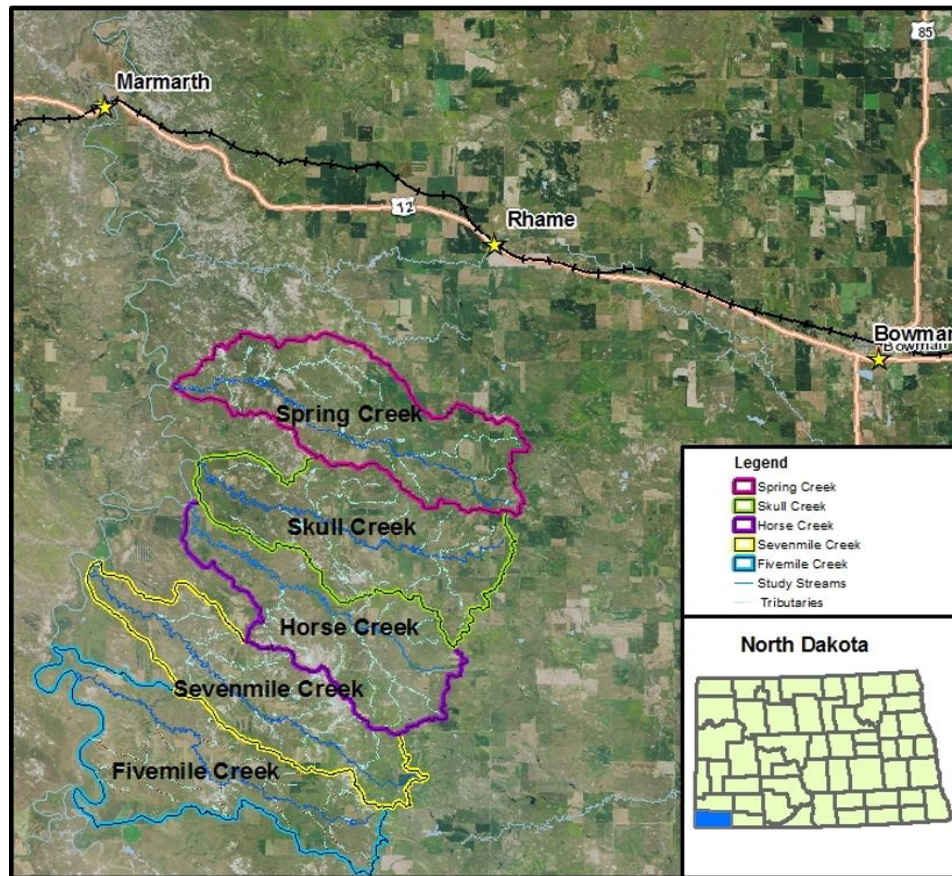 85
Marmarth
12
Rhame
Bowman
Bowman
Spring Creek
Skull Creek
Horse Creek
Sevenmile Creek
Fivemile Creek
Legend
Spring Creek
Skull Creek
Horse Creek
Sevenmile Creek
Fivemile Creek
Study Streams
Tributaries
North Dakota